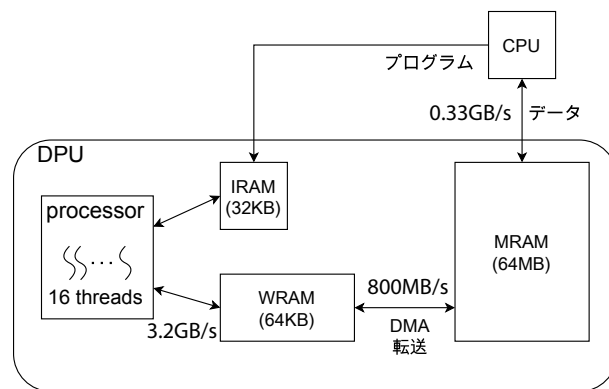 CPU
プログラム
0.33GB/s データ
DPU
IRAM
(32KB)
processor
16 threads
MRAM
(64MB)
WRAM
(64KB)
800MB/s
3.2GB/s
DMA
転送